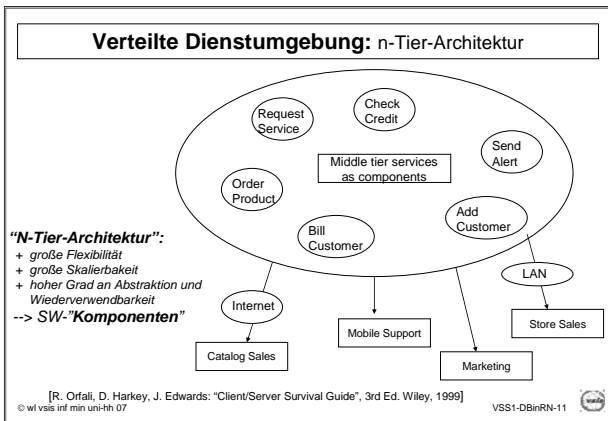 Verteilte Dienstumgebung: n-Tier-Architektur
Request
Service
Check
Credit
Send
Alert
Middle tier services
as components
Order
Product
Bill
Customer
Add
Customer
"N-Tier-Architektur":
+ große Flexibilität
+ große Skalierbakeit
+ hoher Grad an Abstraktion und
Wiederverwendbarkeit
--> SW-"Komponenten"
Internet
LAN
Catalog Sales
Mobile Support
Marketing
Store Sales
[R. Orfali, D. Harkey, J. Edwards: "Client/Server Survival Guide", 3rd Ed. Wiley, 1999]
© wl vsis inf min uni-hh 07
VSS1-DBinRN-11